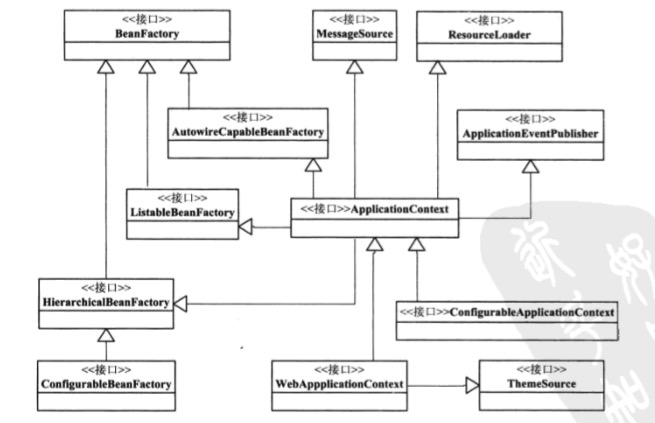 <<接口>>
BeanFactory
<<接口>>
MessageSource
<<接口>>
ResourceLoader
<<接口>>
AutowireCapableBeanFactory
<<接口>>
ApplicationEventPublisher
<<接口>>
ListableBeanFactory
<<接口>>ApplicationContext
<<接口>>
HierarchicalBeanFactory
<<接口>>ConfigurableApplicationContext
<<接口>>
ConfigurableBeanFactory
<<接口>>
WebAppplicationContext
<<接口>>
ThemeSource